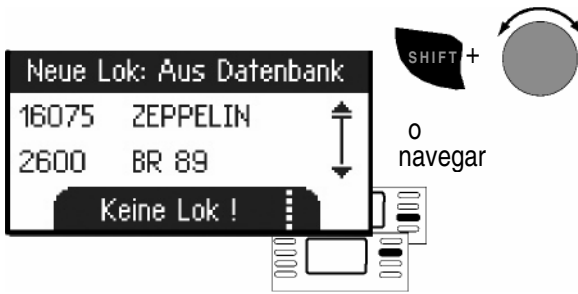 Neue Lok: Aus Datenbank
16075 ZEPPELIN
2600 BR 89
Keine Lok !
SHIFT +
o
navegar